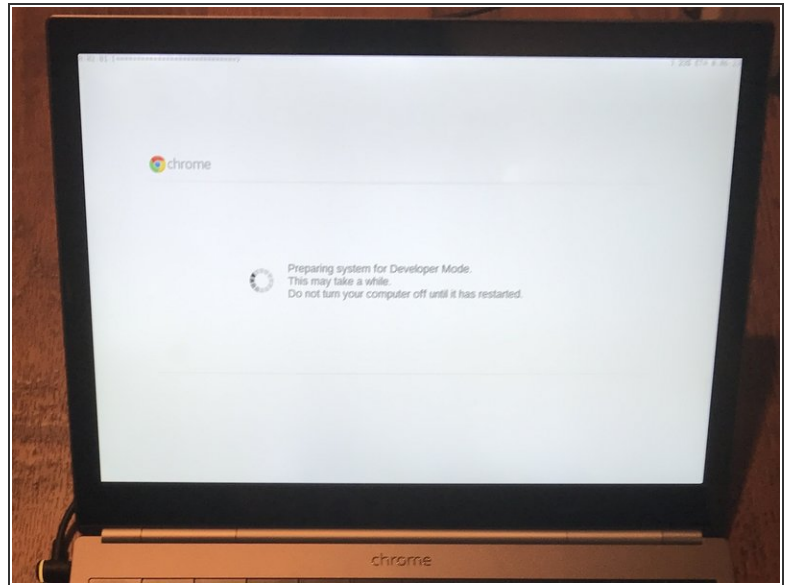 chrome
Preparing system for Developer Mode.
This may take a while.
Do not turn your computer off until it has restarted.
chrome